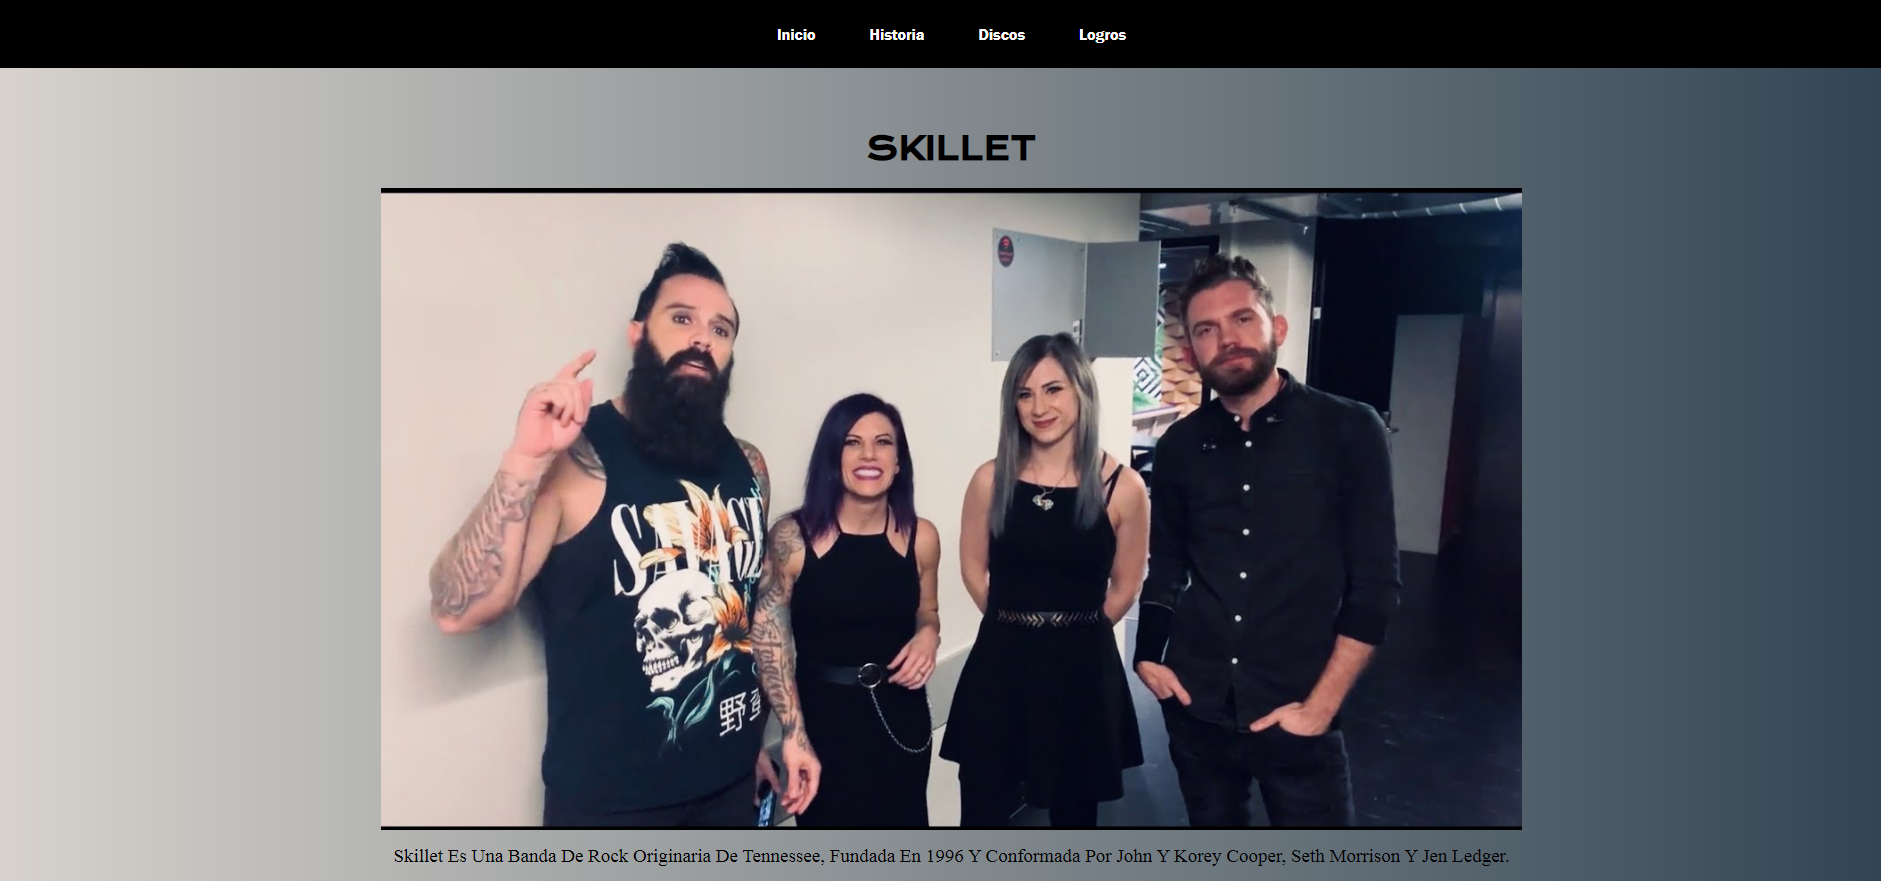 Inicio Historia Discos Logros
SKILLET
SAVAGE
野蛮
Skillet Es Una Banda De Rock Originaria De Tennessee, Fundada En 1996 Y Conformada Por John Y Korey Cooper, Seth Morrison Y Jen Ledger.